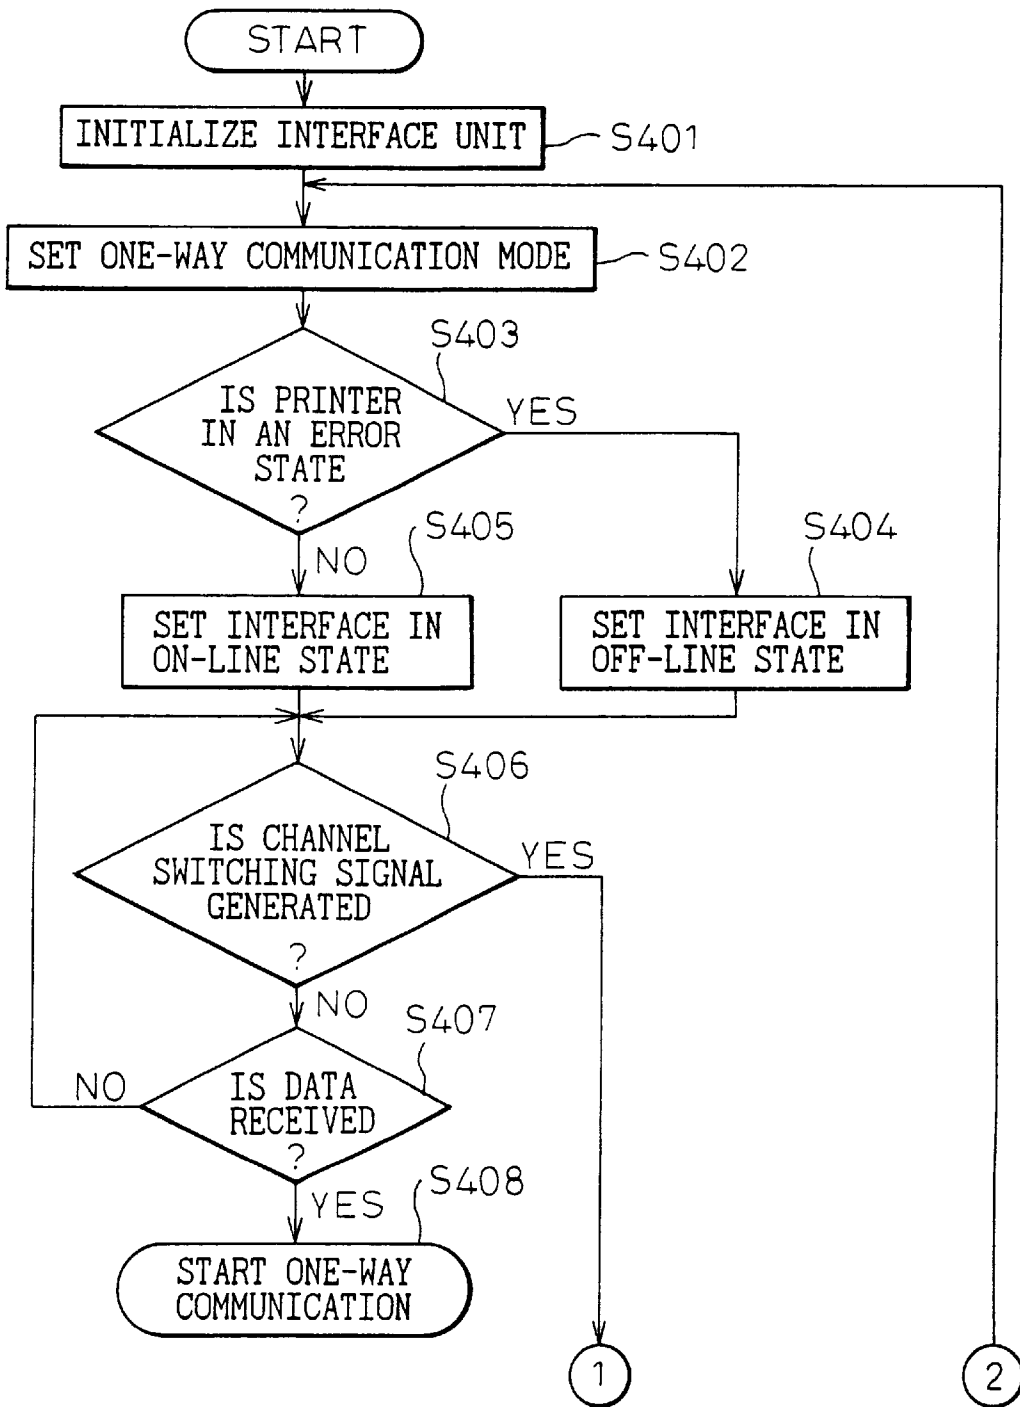 START
INITIALIZE INTERFACE UNIT
S401
SET ONE-WAY COMMUNICATION MODE
S402
S403
IS PRINTER
IN AN ERROR
STATE
?
YES
NO
S405
S404
SET INTERFACE IN
ON-LINE STATE
SET INTERFACE IN
OFF-LINE STATE
S406
IS CHANNEL
SWITCHING SIGNAL
GENERATED
?
YES
NO
S407
NO
IS DATA
RECEIVED
?
YES
S408
START ONE-WAY
COMMUNICATION
1
2